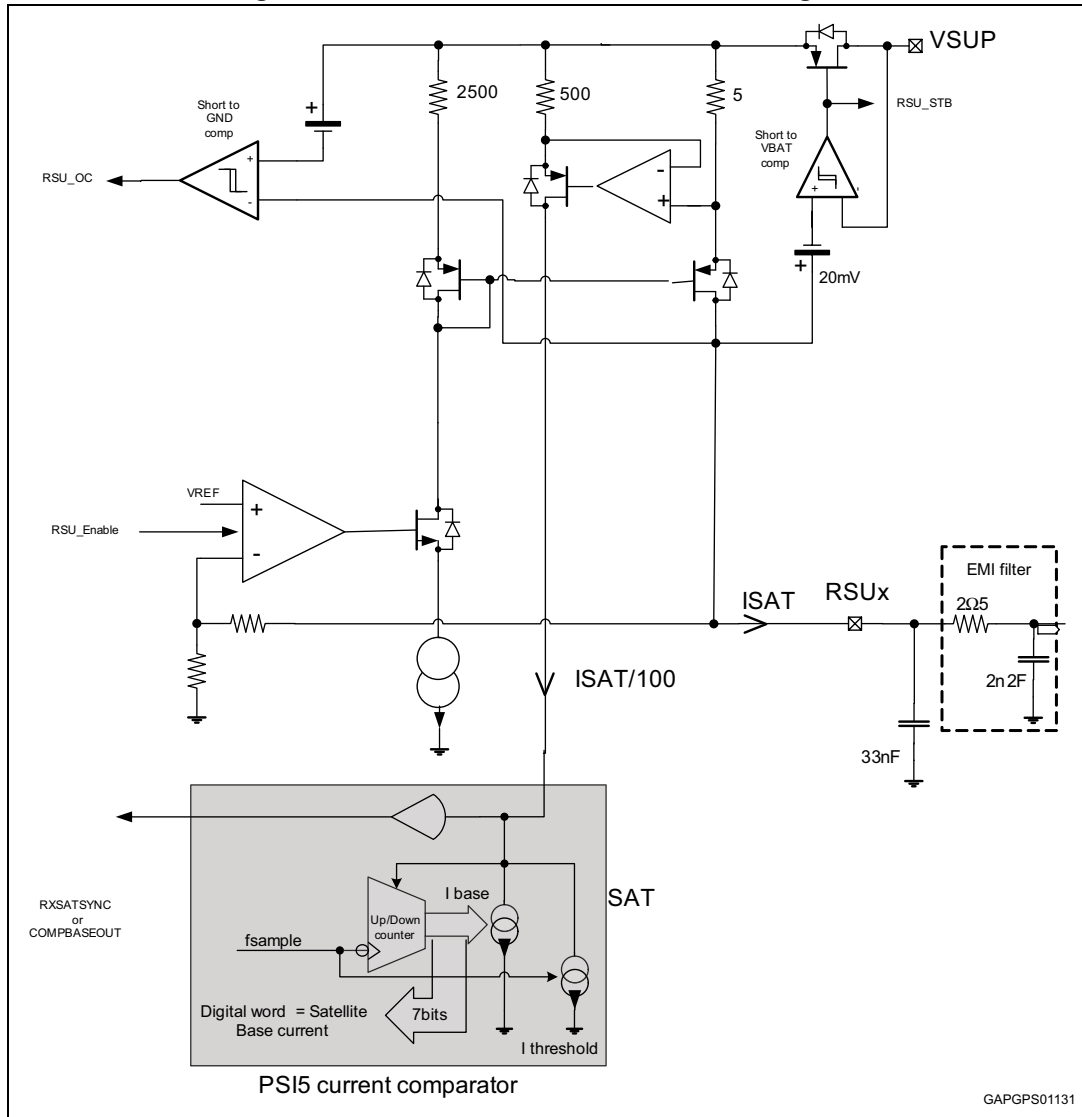 VSUP
2500
500
5
RSU_STB
Short to
GND
comp
+
Short to
VBAT
comp
RSU_OC
+
-
-
+
+
-
+
20mV
VREF
RSU_Enable
+
-
EMI filter
RSUx
2Ω5
ISAT
2n2F
ISAT/100
33nF
SAT
I base
RXSATSYNC
or
COMPBASEOUT
Up/Down
counter
fsample
7bits
Digital word = Satellite
Base current
I threshold
PSI5 current comparator
GAPGPS01131